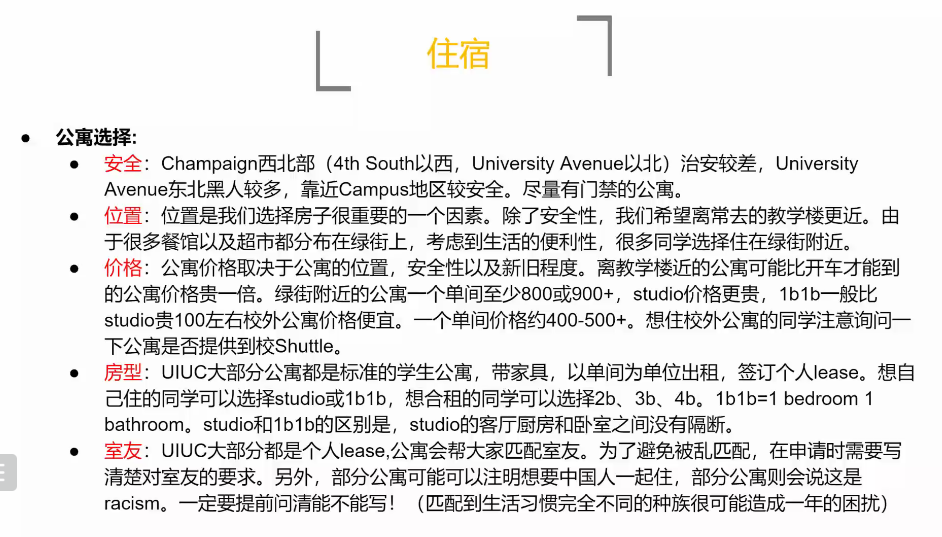 住宿
公寓选择:
安全：Champaign西北部（4th South以西，University Avenue以北）治安较差，University
Avenue东北黑人较多，靠近Campus地区较安全。尽量有门禁的公寓。
位置：位置是我们选择房子很重要的一个因素。除了安全性，我们希望离常去的教学楼更近。由
于很多餐馆以及超市都分布在绿街上，考虑到生活的便利性，很多同学选择住在绿街附近。
价格：公寓价格取决于公寓的位置，安全性以及新旧程度。离教学楼近的公寓可能比开车才能到
的公寓价格贵一倍。绿街附近的公寓一个单间至少800或900+，studio价格更贵，1b1b一般比
studio贵100左右校外公寓价格便宜。一个单间价格约400-500+。想住校外公寓的同学注意询问一
下公寓是否提供到校Shuttle。
房型：UIUC大部分公寓都是标准的学生公寓，带家具，以单间为单位出租，签订个人lease。想自
己住的同学可以选择studio或1b1b，想合租的同学可以选择2b、3b、4b。1b1b=1 bedroom 1
bathroom。studio和1b1b的区别是，studio的客厅厨房和卧室之间没有隔断。
室友：UIUC大部分都是个人lease,公寓会帮大家匹配室友。为了避免被乱匹配，在申请时需要写
清楚对室友的要求。另外，部分公寓可能可以注明想要中国人一起住，部分公寓则会说这是
racism。一定要提前问清能不能写！（匹配到生活习惯完全不同的种族很可能造成一年的困扰）